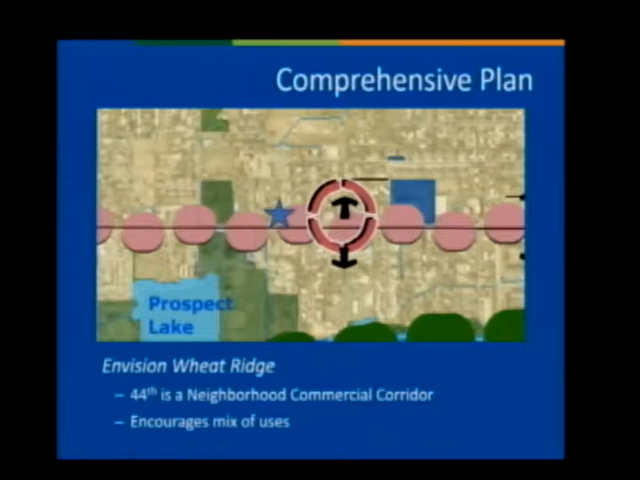 Comprehensive Plan
Prospect
Lake
Envision Wheat Ridge
– 44th is a Neighborhood Commercial Corridor
– Encourages mix of uses